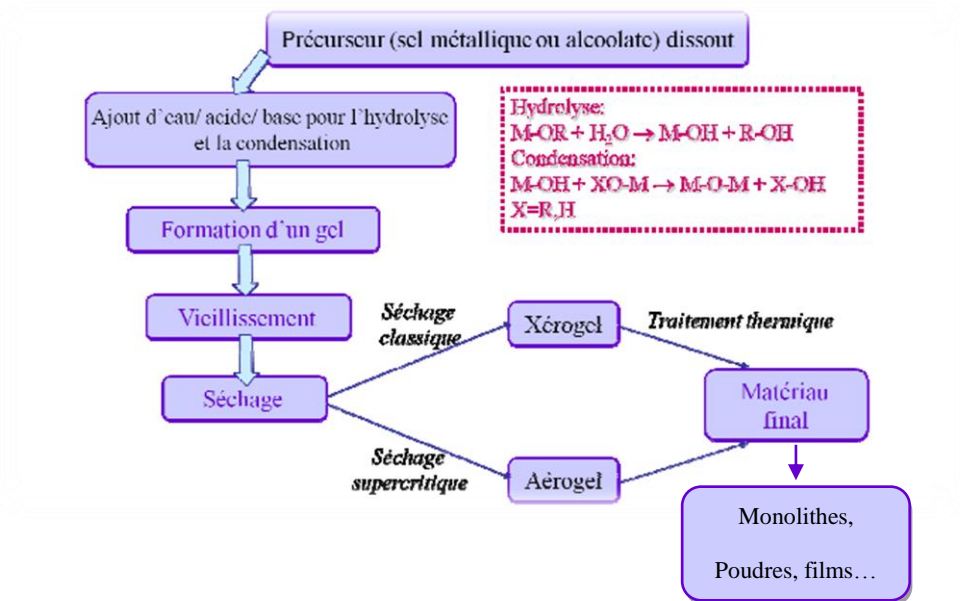 Précurseur (sel métallique ou alcoolate) dissout
Ajout d'eau/ acide/ base pour l'hydrolyse
et la condensation
Hydrolyse:
M-OR + H₂O → M-OH + R-OH
Condensation:
M-OH + XO-M → M-O-M + X-OH
X=R,H
Formation d'un gel
Vieillissement
Séchage
Séchage
classique
Xérogel
Traitement thermique
Séchage
supercritique
Aérogel
Matériau
final
Monolithes,
Poudres, films…